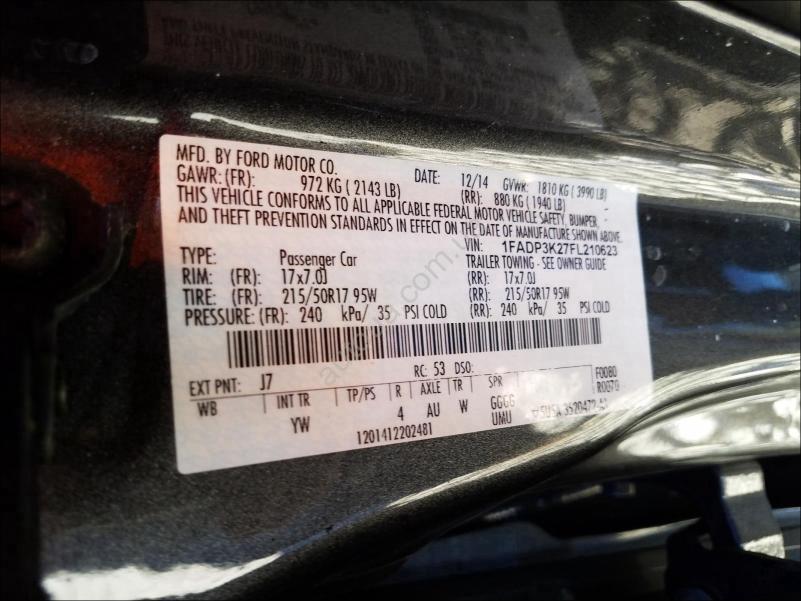 MFD. BY FORD MOTOR CO. DATE: 12/14 GVWR: 1810 KG ( 3990 LB)
GAWR: (FR): 972 KG ( 2143 LB) (RR): 880 KG ( 1940 LB)
THIS VEHICLE CONFORMS TO ALL APPLICABLE FEDERAL MOTOR VEHICLE SAFETY, BUMPER,
AND THEFT PREVENTION STANDARDS IN EFFECT ON THE DATE OF MANUFACTURE SHOWN ABOVE.
VIN: 1FADP3K27FL210623
TYPE: Passenger Car TRAILER TOWING - SEE OWNER GUIDE
RIM: (FR): 17x7.0J (RR): 17x7.0J
TIRE: (FR): 215/50R17 95W (RR): 215/50R17 95W
PRESSURE: (FR): 240 kPa/ 35 PSI COLD (RR): 240 kPa/ 35 PSI COLD
EXT PNT: J7 RC: 53 DSO: F0080
R0070
WB INT TR TP/PS R AXLE TR SPR
YW 4 AU W GGGG
UMU
1201412202481